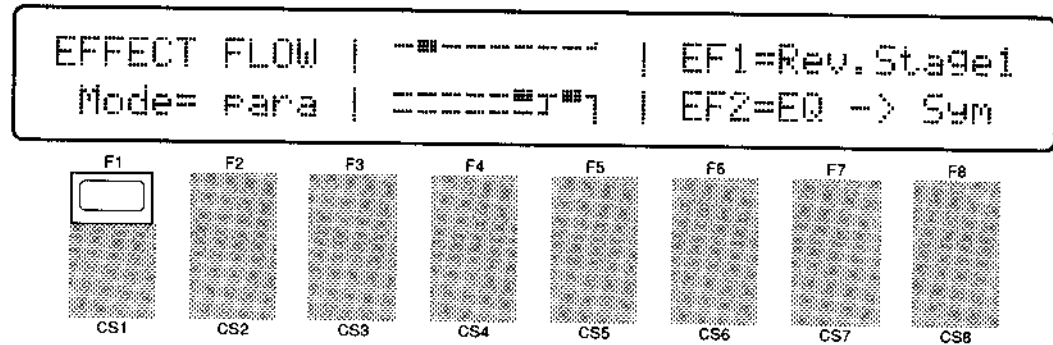 EFFECT FLOW | | EF1=Rev.Stage1
Mode= para | | EF2=EQ -> Sym
F1 F2 F3 F4 F5 F6 F7 F8
CS1 CS2 CS3 CS4 CS5 CS6 CS7 CS8